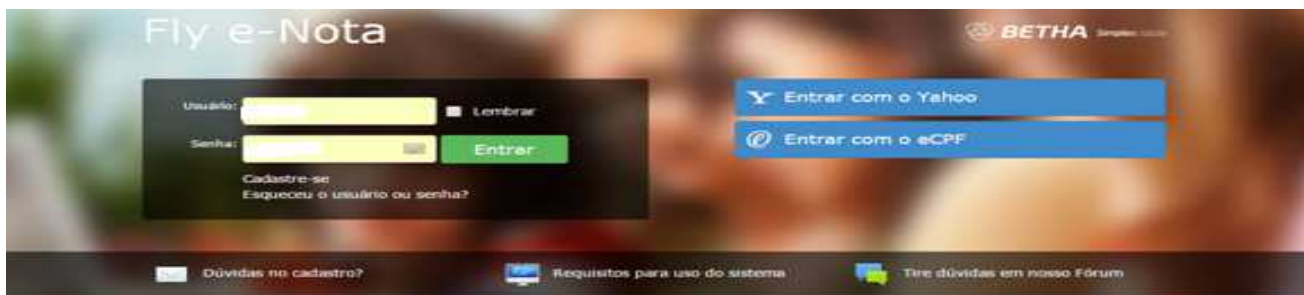 Fly e-Nota
BETHA
Usuário:
Lembrar
Senha:
Entrar
Cadastre-se
Esqueceu o usuário ou senha?
Entrar com o Yahoo
Entrar com o eCPF
Dúvidas no cadastro?
Requisitos para uso do sistema
Tire dúvidas em nosso Fórum